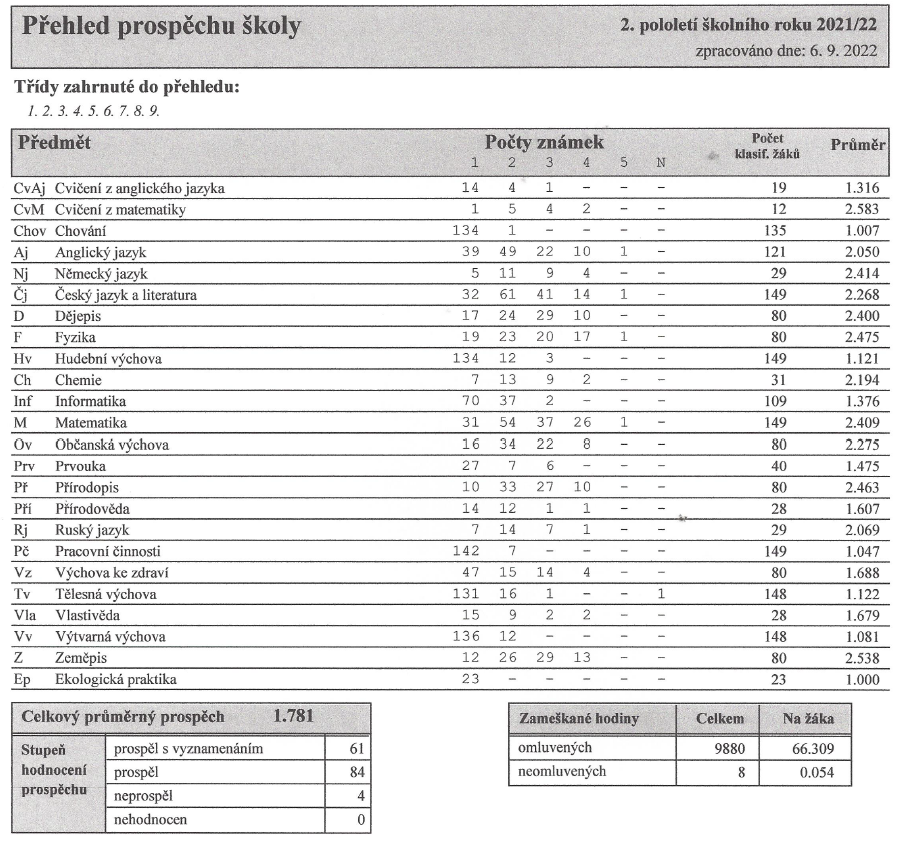 Přehled prospěchu školy
2. pololetí školního roku 2021/22
zpracováno dne: 6. 9. 2022
Třídy zahrnuté do přehledu:
1. 2. 3. 4. 5. 6. 7. 8. 9.
Předmět Počty známek Počet klasif. žáků Průměr
1 2 3 4 5 N
CvAj Cvičení z anglického jazyka 14 4 1 – – – 19 1.316
CvM Cvičení z matematiky 1 5 4 2 – – 12 2.583
Chov Chování 134 1 – – – – 135 1.007
Aj Anglický jazyk 39 49 22 10 1 – 121 2.050
Nj Německý jazyk 5 11 9 4 – – 29 2.414
Čj Český jazyk a literatura 32 61 41 14 1 – 149 2.268
D Dějepis 17 24 29 10 – – 80 2.400
F Fyzika 19 23 20 17 1 – 80 2.475
Hv Hudební výchova 134 12 3 – – – 149 1.121
Ch Chemie 7 13 9 2 – – 31 2.194
Inf Informatika 70 37 2 – – – 109 1.376
M Matematika 31 54 37 26 1 – 149 2.409
Ov Občanská výchova 16 34 22 8 – – 80 2.275
Prv Prvouka 27 7 6 – – – 40 1.475
Př Přírodopis 10 33 27 10 – – 80 2.463
Pří Přírodověda 14 12 1 1 – – 28 1.607
Rj Ruský jazyk 7 14 7 1 – – 29 2.069
Pč Pracovní činnosti 142 7 – – – – 149 1.047
Vz Výchova ke zdraví 47 15 14 4 – – 80 1.688
Tv Tělesná výchova 131 16 1 – – 1 148 1.122
Vla Vlastivěda 15 9 2 2 – – 28 1.679
Vv Výtvarná výchova 136 12 – – – – 148 1.081
Z Zeměpis 12 26 29 13 – – 80 2.538
Ep Ekologická praktika 23 – – – – – 23 1.000
Celkový průměrný prospěch 1.781
Stupeň hodnocení prospěchu
prospěl s vyznamenáním 61
prospěl 84
neprospěl 4
nehodnocen 0
Zameškané hodiny Celkem Na žáka
omluvených 9880 66.309
neomluvených 8 0.054